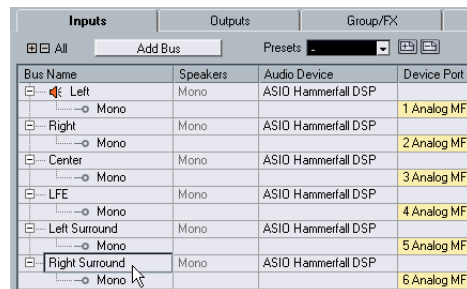 Inputs Outputs Group/FX
All Add Bus Presets -
Bus Name Speakers Audio Device Device Port
Left Mono ASIO Hammerfall DSP
Mono 1 Analog MF
Right Mono ASIO Hammerfall DSP
Mono 2 Analog MF
Center Mono ASIO Hammerfall DSP
Mono 3 Analog MF
LFE Mono ASIO Hammerfall DSP
Mono 4 Analog MF
Left Surround Mono ASIO Hammerfall DSP
Mono 5 Analog MF
Right Surround Mono ASIO Hammerfall DSP
Mono 6 Analog MF